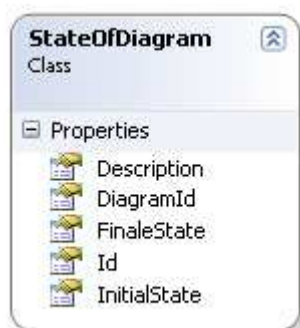 StateOfDiagram
Class
Properties
Description
DiagramId
FinaleState
Id
InitialState